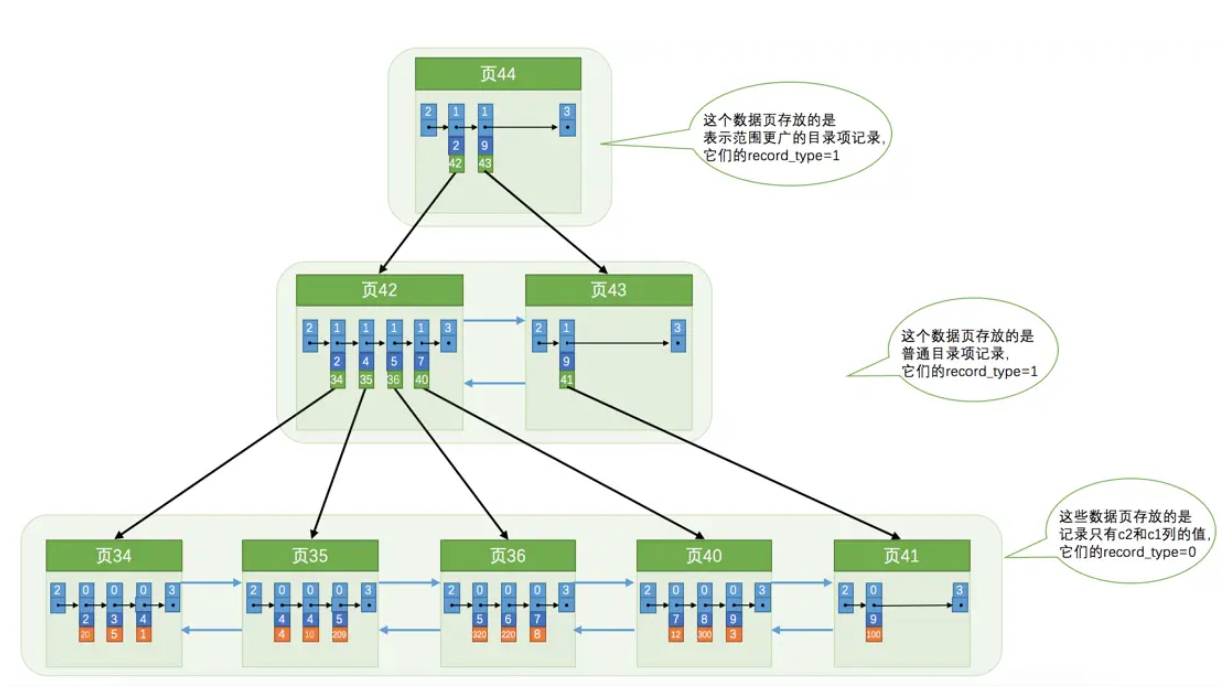 页44
2 1 1 3
2 9
42 43
这个数据页存放的是
表示范围更广的目录项记录,
它们的record_type=1
页42
2 1 1 1 1 3
2 4 5 7
34 35 36 40
页43
2 1 3
9
41
这个数据页存放的是
普通目录项记录,
它们的record_type=1
这些数据页存放的是
记录只有c2和c1列的值,
它们的record_type=0
页34
2 0 0 0 3
2 3 4
20 5 1
页35
2 0 0 0 3
4 4 5
4 10 209
页36
2 0 0 0 3
5 6 7
320 220 8
页40
2 0 0 0 3
7 8 9
12 300 3
页41
2 0 3
9
100